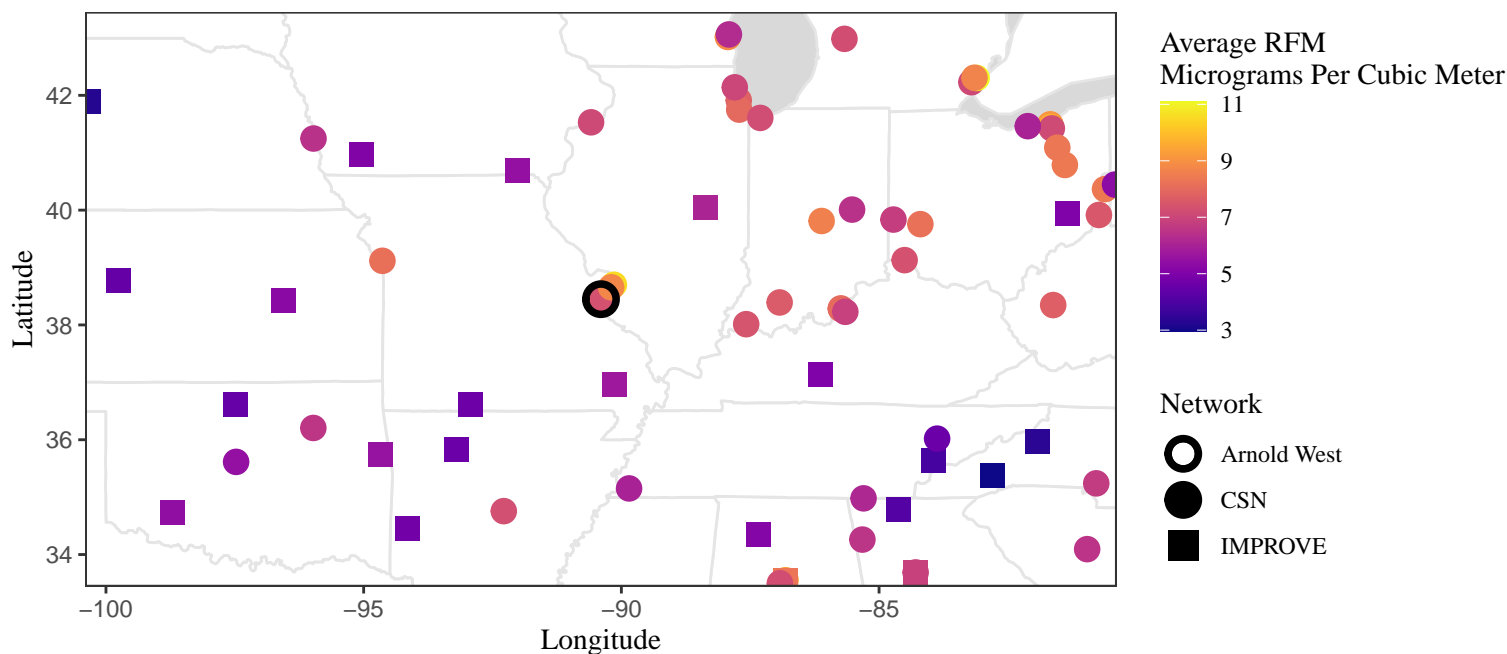 Average RFM
Micrograms Per Cubic Meter
11
9
7
5
3
Network
Arnold West
CSN
IMPROVE
Latitude
42
40
38
36
34
−100
−95
−90
−85
Longitude